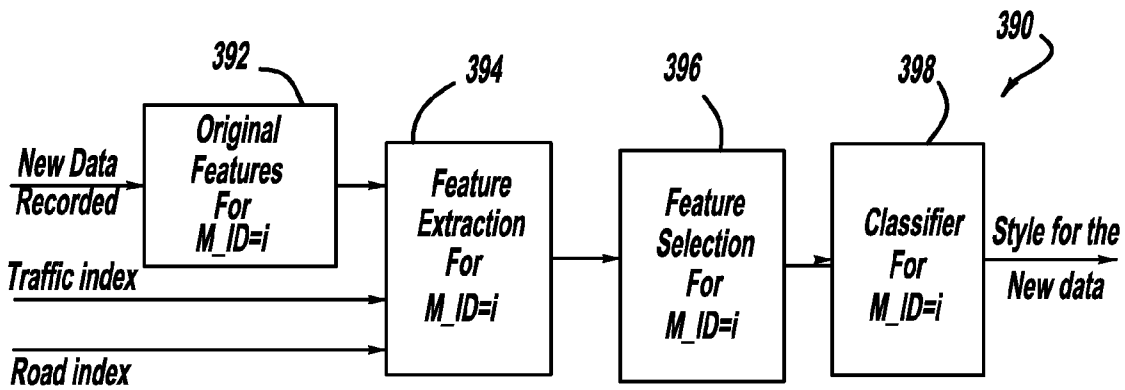 390
392
394
396
398
Original
Features
For
M_ID=i
New Data
Recorded
Feature
Extraction
For
M_ID=i
Feature
Selection
For
M_ID=i
Classifier
For
M_ID=i
Style for the
New data
Traffic index
Road index